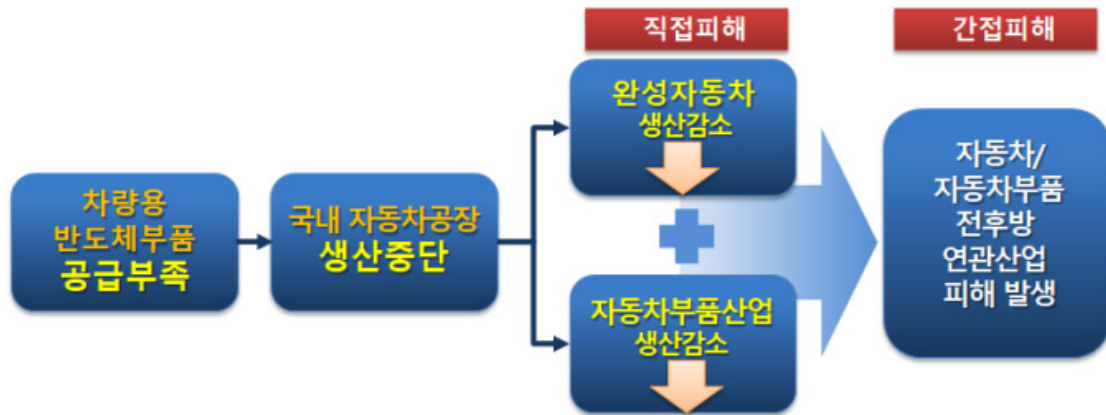 직접피해
간접피해
차량용
반도체부품
공급부족
국내 자동차공장
생산중단
완성자동차
생산감소
자동차부품산업
생산감소
자동차/
자동차부품
전후방
연관산업
피해 발생